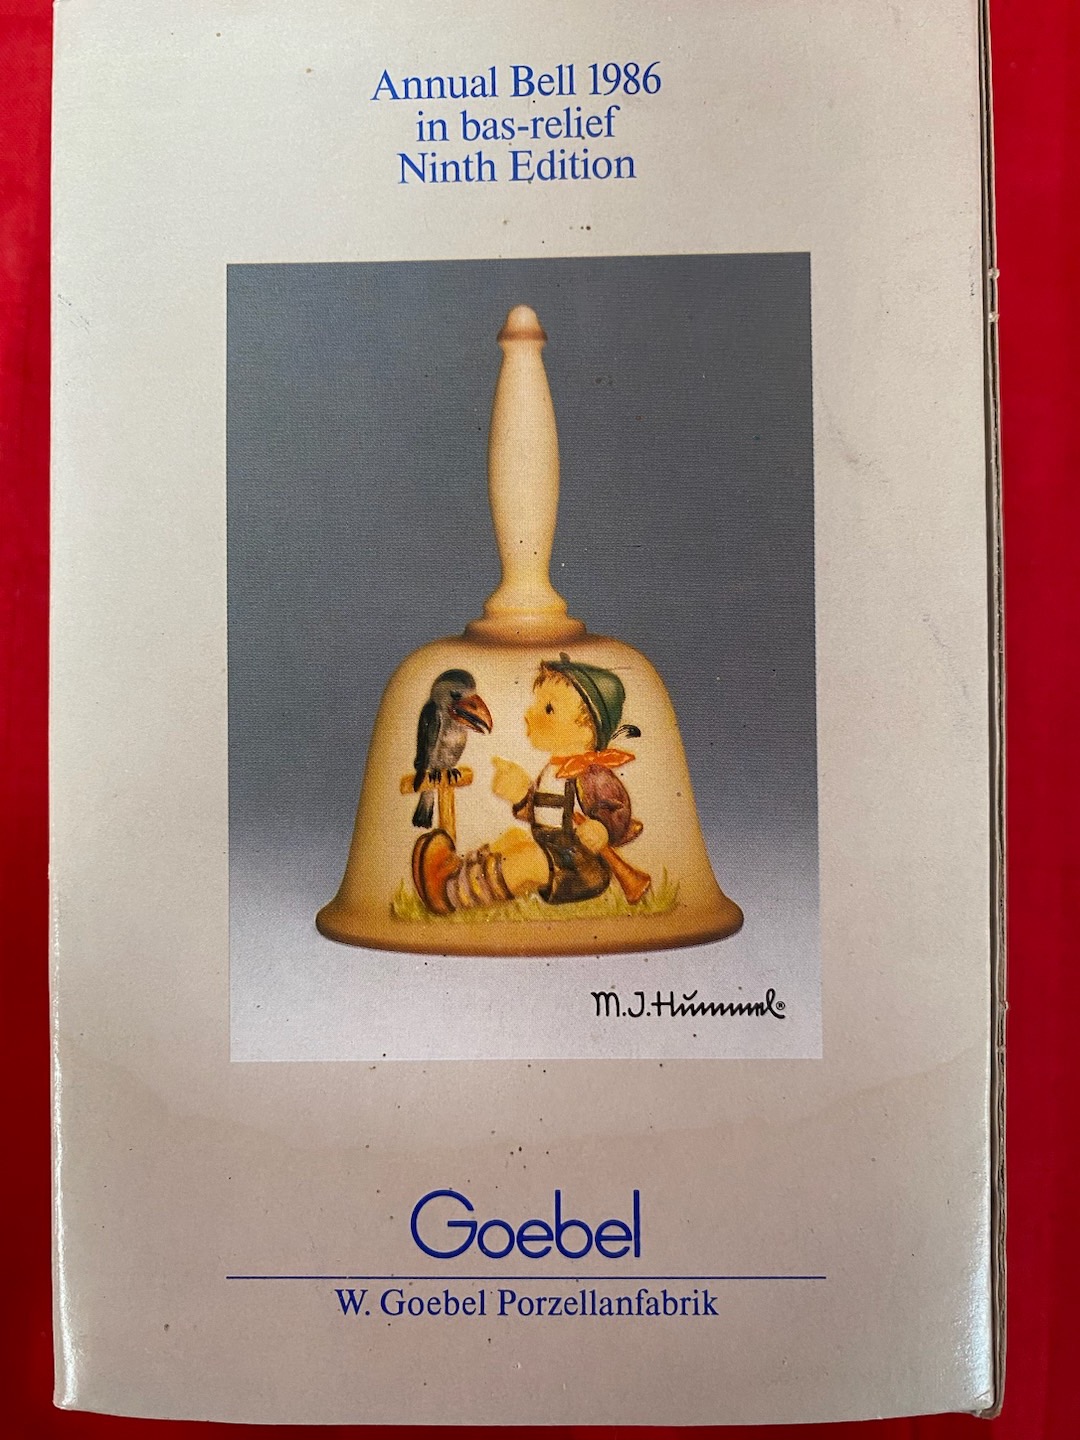 Annual Bell 1986
in bas-relief
Ninth Edition
M.J.Hummel®
Goebel
W. Goebel Porzellanfabrik